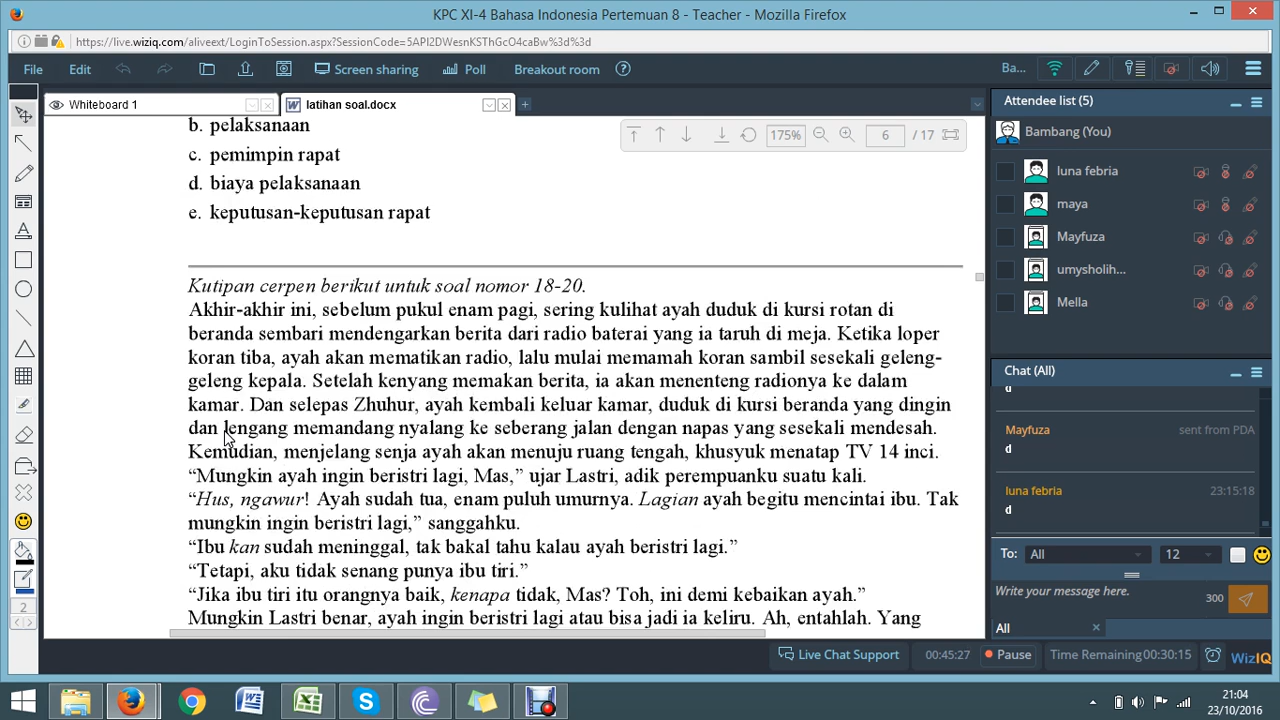 KPC XI-4 Bahasa Indonesia Pertemuan 8 - Teacher - Mozilla Firefox
https://live.wiziq.com/aliveext/LoginToSession.aspx?SessionCode=5API2DWesnKSThGcO4caBw%3d%3d
File Edit Screen sharing Poll Breakout room Ba...
Whiteboard 1 latihan soal.docx
175% 6 / 17
b. pelaksanaan
c. pemimpin rapat
d. biaya pelaksanaan
e. keputusan-keputusan rapat
Kutipan cerpen berikut untuk soal nomor 18-20.
Akhir-akhir ini, sebelum pukul enam pagi, sering kulihat ayah duduk di kursi rotan di
beranda sembari mendengarkan berita dari radio baterai yang ia taruh di meja. Ketika loper
koran tiba, ayah akan mematikan radio, lalu mulai memamah koran sambil sesekali geleng-
geleng kepala. Setelah kenyang memakan berita, ia akan menenteng radionya ke dalam
kamar. Dan selepas Zhuhur, ayah kembali keluar kamar, duduk di kursi beranda yang dingin
dan lengang memandang nyalang ke seberang jalan dengan napas yang sesekali mendesah.
Kemudian, menjelang senja ayah akan menuju ruang tengah, khusyuk menatap TV 14 inci.
“Mungkin ayah ingin beristri lagi, Mas,” ujar Lastri, adik perempuanku suatu kali.
“Hus, ngawur! Ayah sudah tua, enam puluh umurnya. Lagian ayah begitu mencintai ibu. Tak
mungkin ingin beristri lagi,” sanggahku.
“Ibu kan sudah meninggal, tak bakal tahu kalau ayah beristri lagi.”
“Tetapi, aku tidak senang punya ibu tiri.”
“Jika ibu tiri itu orangnya baik, kenapa tidak, Mas? Toh, ini demi kebaikan ayah.”
Mungkin Lastri benar, ayah ingin beristri lagi atau bisa jadi ia keliru. Ah, entahlah. Yang
2
Attendee list (5)
Bambang (You)
luna febria
maya
Mayfuza
umysholih...
Mella
Chat (All)
d
Mayfuza sent from PDA
d
luna febria 23:15:18
d
To: All 12
Write your message here. 300
All
Live Chat Support 00:45:27 Pause Time Remaining 00:30:15 WizIQ
21:04
23/10/2016